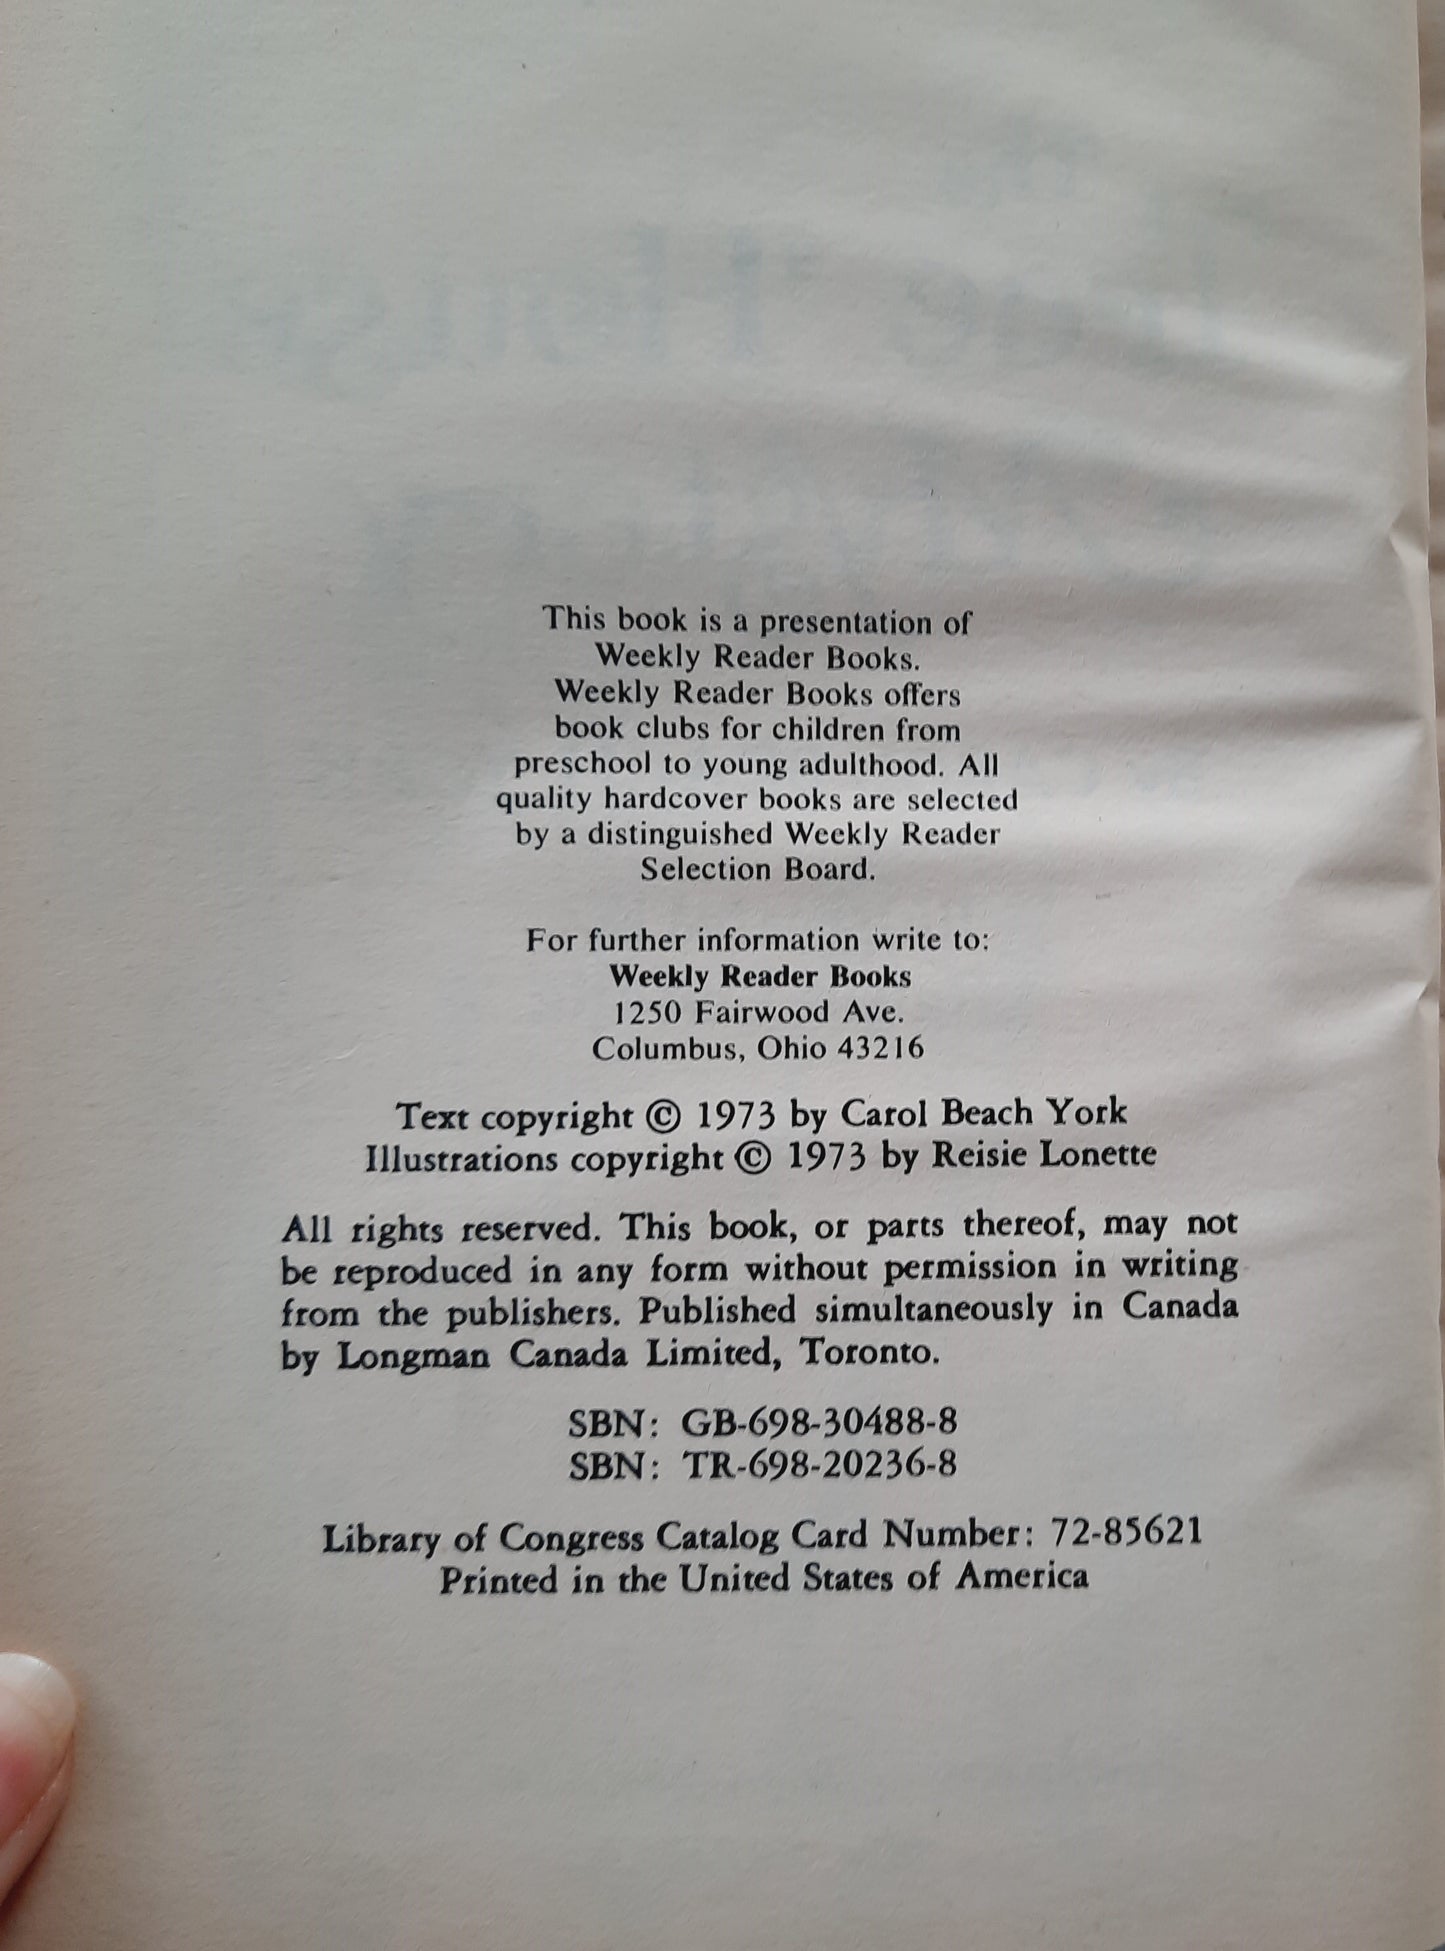 This book is a presentation of
Weekly Reader Books.
Weekly Reader Books offers
book clubs for children from
preschool to young adulthood. All
quality hardcover books are selected
by a distinguished Weekly Reader
Selection Board.
For further information write to:
Weekly Reader Books
1250 Fairwood Ave.
Columbus, Ohio 43216
Text copyright © 1973 by Carol Beach York
Illustrations copyright © 1973 by Reisie Lonette
All rights reserved. This book, or parts thereof, may not
be reproduced in any form without permission in writing
from the publishers. Published simultaneously in Canada
by Longman Canada Limited, Toronto.
SBN: GB-698-30488-8
SBN: TR-698-20236-8
Library of Congress Catalog Card Number: 72-85621
Printed in the United States of America